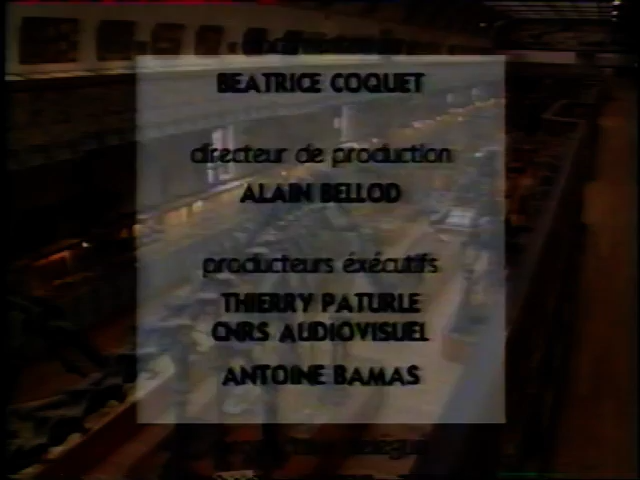 BEATRICE COQUET
directeur de production
ALAIN BELLOD
producteurs éxécutifs
THIERRY PATURLE
CNRS AUDIOVISUEL
ANTOINE BAMAS